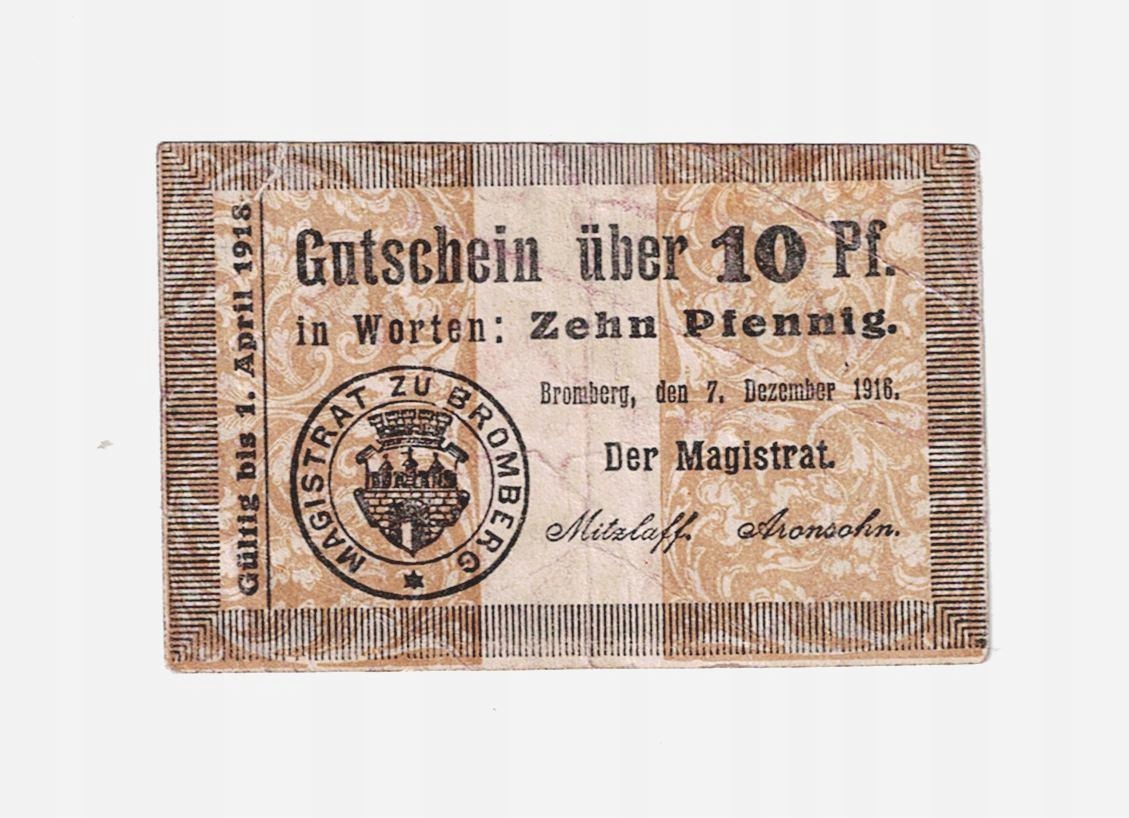 Gutschein über 10 Pf.
in Worten: Zehn Pfennig.
Bromberg, den 7. Dezember 1916.
Der Magistrat.
Mitzlaff. Aronsohn.
MAGISTRAT ZU BROMBERG
Gültig bis 1. April 1918